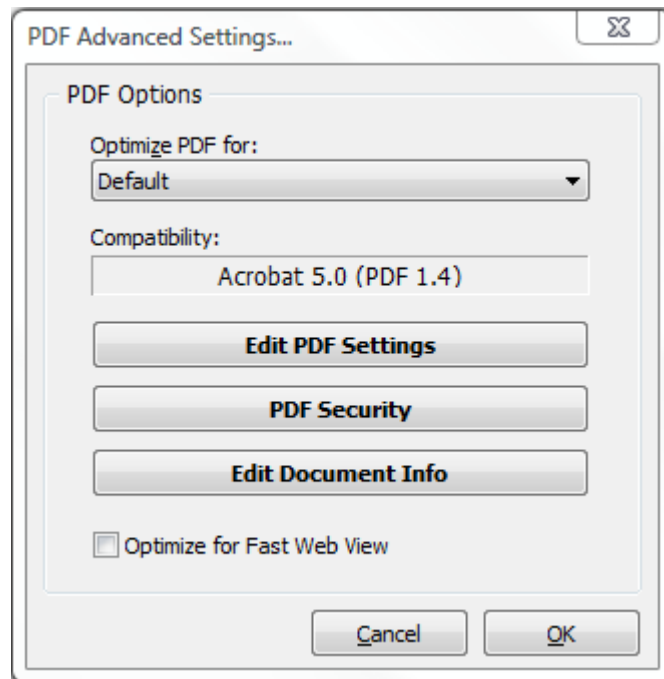 PDF Advanced Settings...
PDF Options
Optimize PDF for:
Default
Compatibility:
Acrobat 5.0 (PDF 1.4)
Edit PDF Settings
PDF Security
Edit Document Info
Optimize for Fast Web View
Cancel
OK